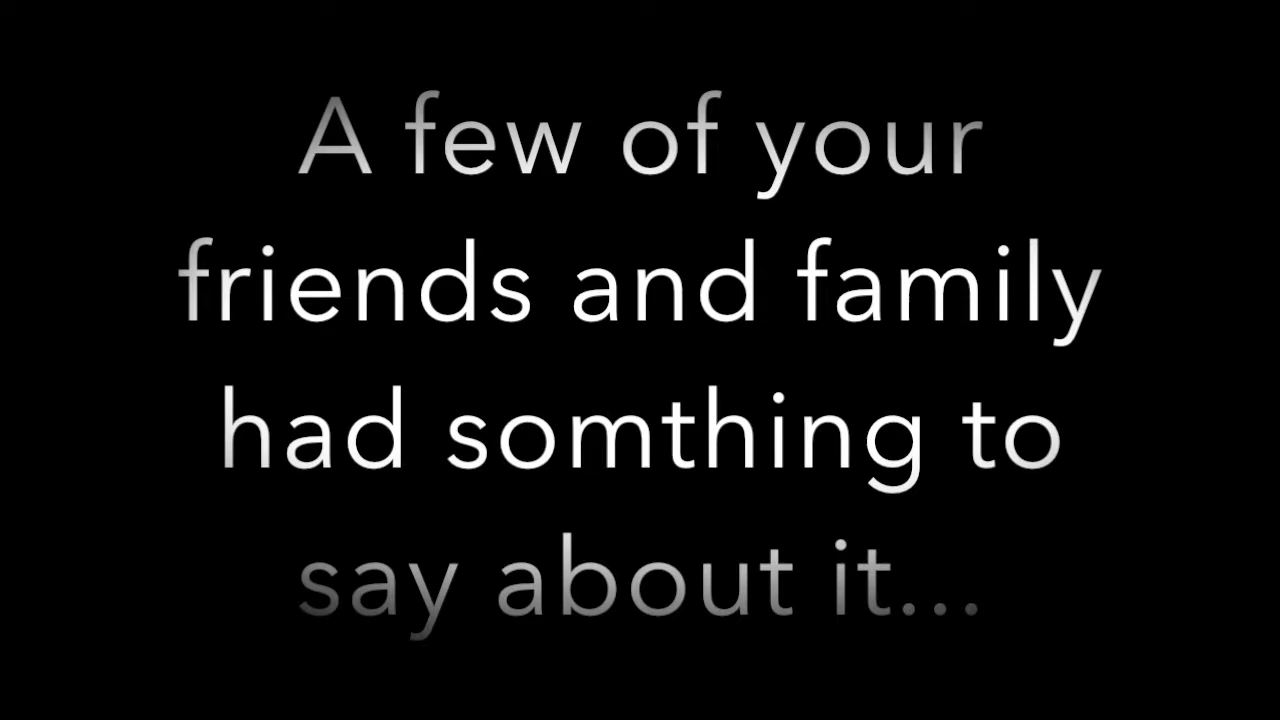 A few of your
friends and family
had somthing to
say about it...